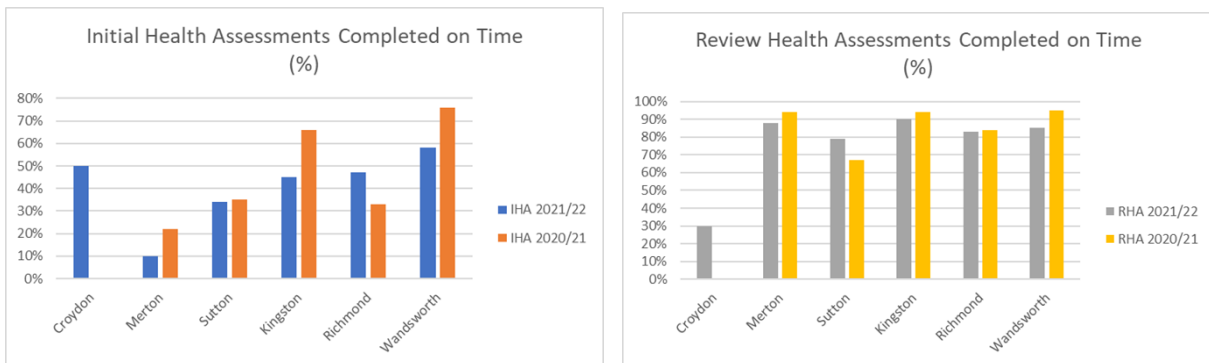 Initial Health Assessments Completed on Time
(%)
80%
70%
60%
50%
40%
30%
20%
10%
0%
Croydon
Merton
Sutton
Kingston
Richmond
Wandsworth
IHA 2021/22
IHA 2020/21
Review Health Assessments Completed on Time
(%)
100%
90%
80%
70%
60%
50%
40%
30%
20%
10%
0%
Croydon
Merton
Sutton
Kingston
Richmond
Wandsworth
RHA 2021/22
RHA 2020/21